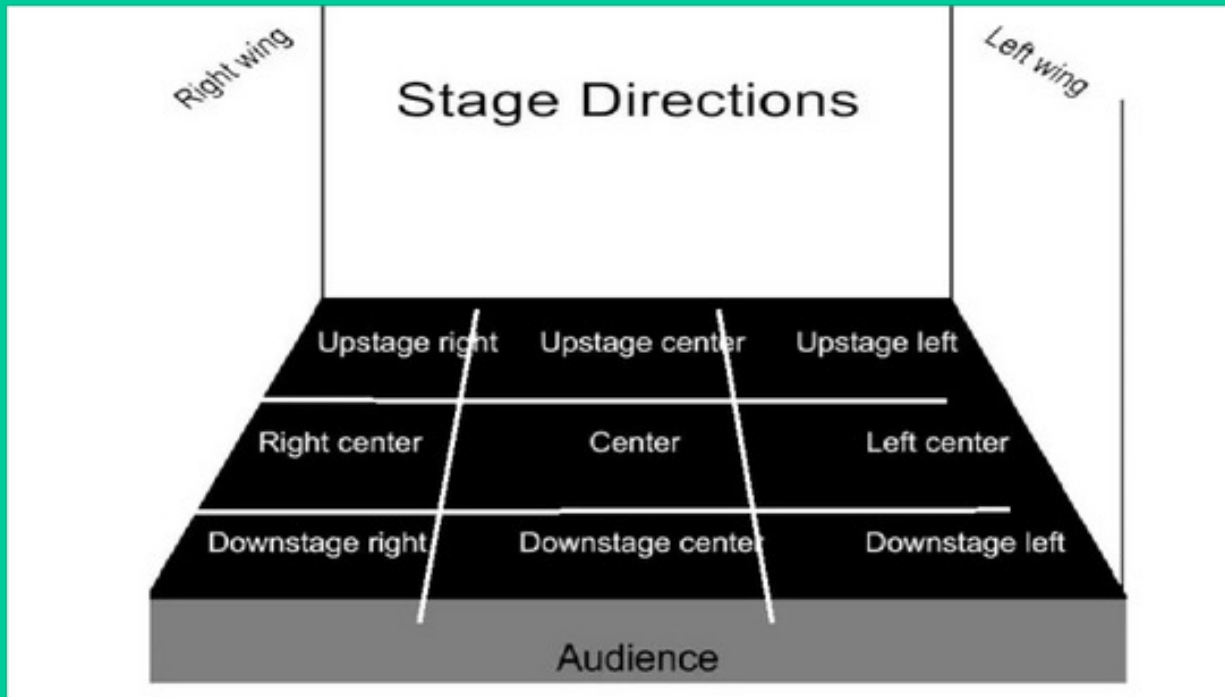 Right wing
Left wing
Stage Directions
Upstage right Upstage center Upstage left
Right center Center Left center
Downstage right Downstage center Downstage left
Audience